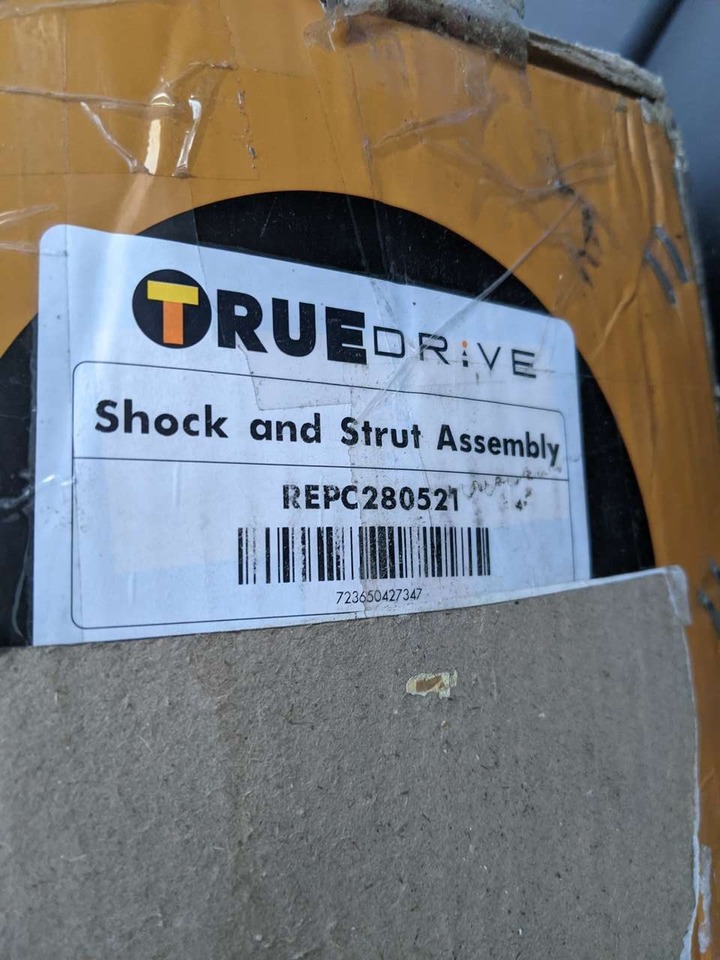 TRUEDRiVE
Shock and Strut Assembly
REPC280521
723650427347